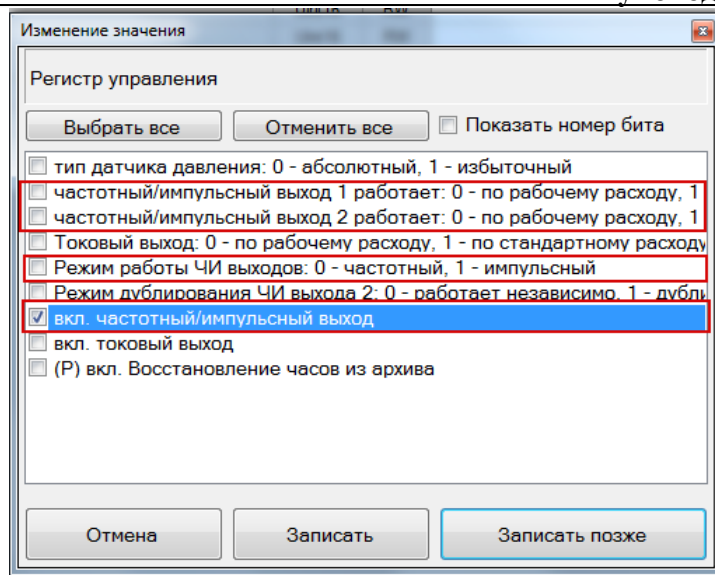 Изменение значения
Регистр управления
Выбрать все Отменить все Показать номер бита
тип датчика давления: 0 - абсолютный, 1 - избыточный
частотный/импульсный выход 1 работает: 0 - по рабочему расходу, 1
частотный/импульсный выход 2 работает: 0 - по рабочему расходу, 1
Токовый выход: 0 - по рабочему расходу, 1 - по стандартному расходу
Режим работы ЧИ выходов: 0 - частотный, 1 - импульсный
Режим дублирования ЧИ выхода 2: 0 - работает независимо, 1 -
вкл. частотный/импульсный выход
вкл. токовый выход
(Р) вкл. Восстановление часов из архива
Отмена Записать Записать позже